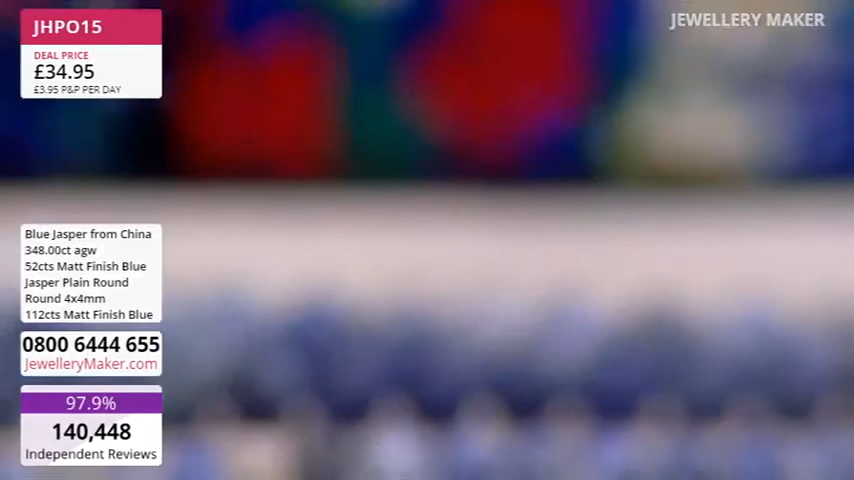 JHPO15
DEAL PRICE
£34.95
£3.95 P&P PER DAY
JEWELLERY MAKER
Blue Jasper from China
348.00ct agw
52cts Matt Finish Blue
Jasper Plain Round
Round 4x4mm
112cts Matt Finish Blue
0800 6444 655
JewelleryMaker.com
97.9%
140,448
Independent Reviews